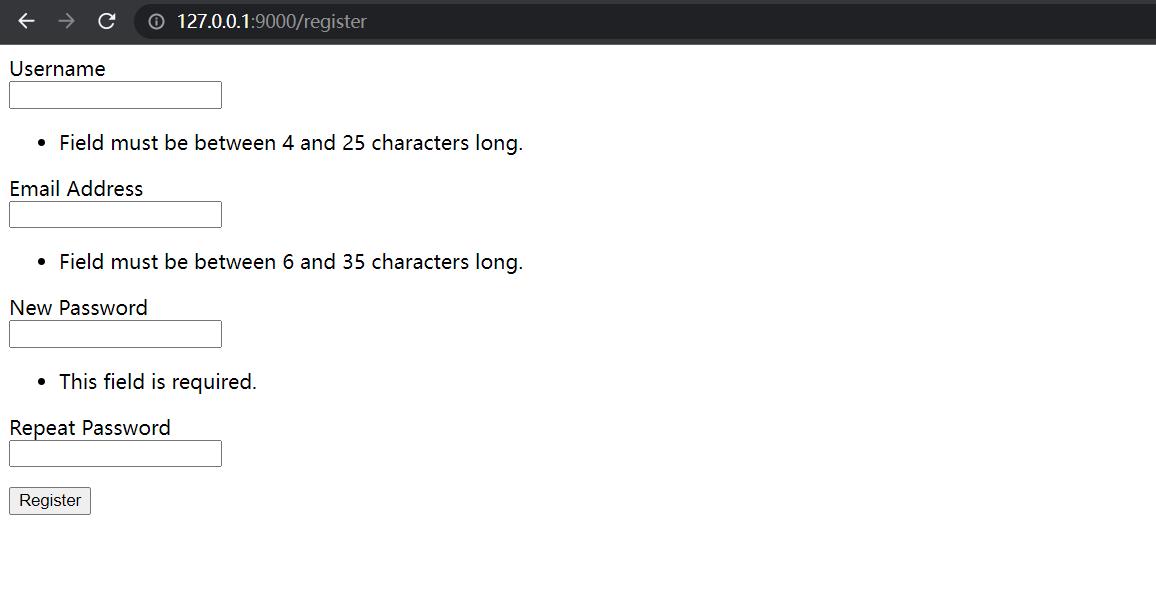 127.0.0.1:9000/register
Username
• Field must be between 4 and 25 characters long.
Email Address
• Field must be between 6 and 35 characters long.
New Password
• This field is required.
Repeat Password
Register